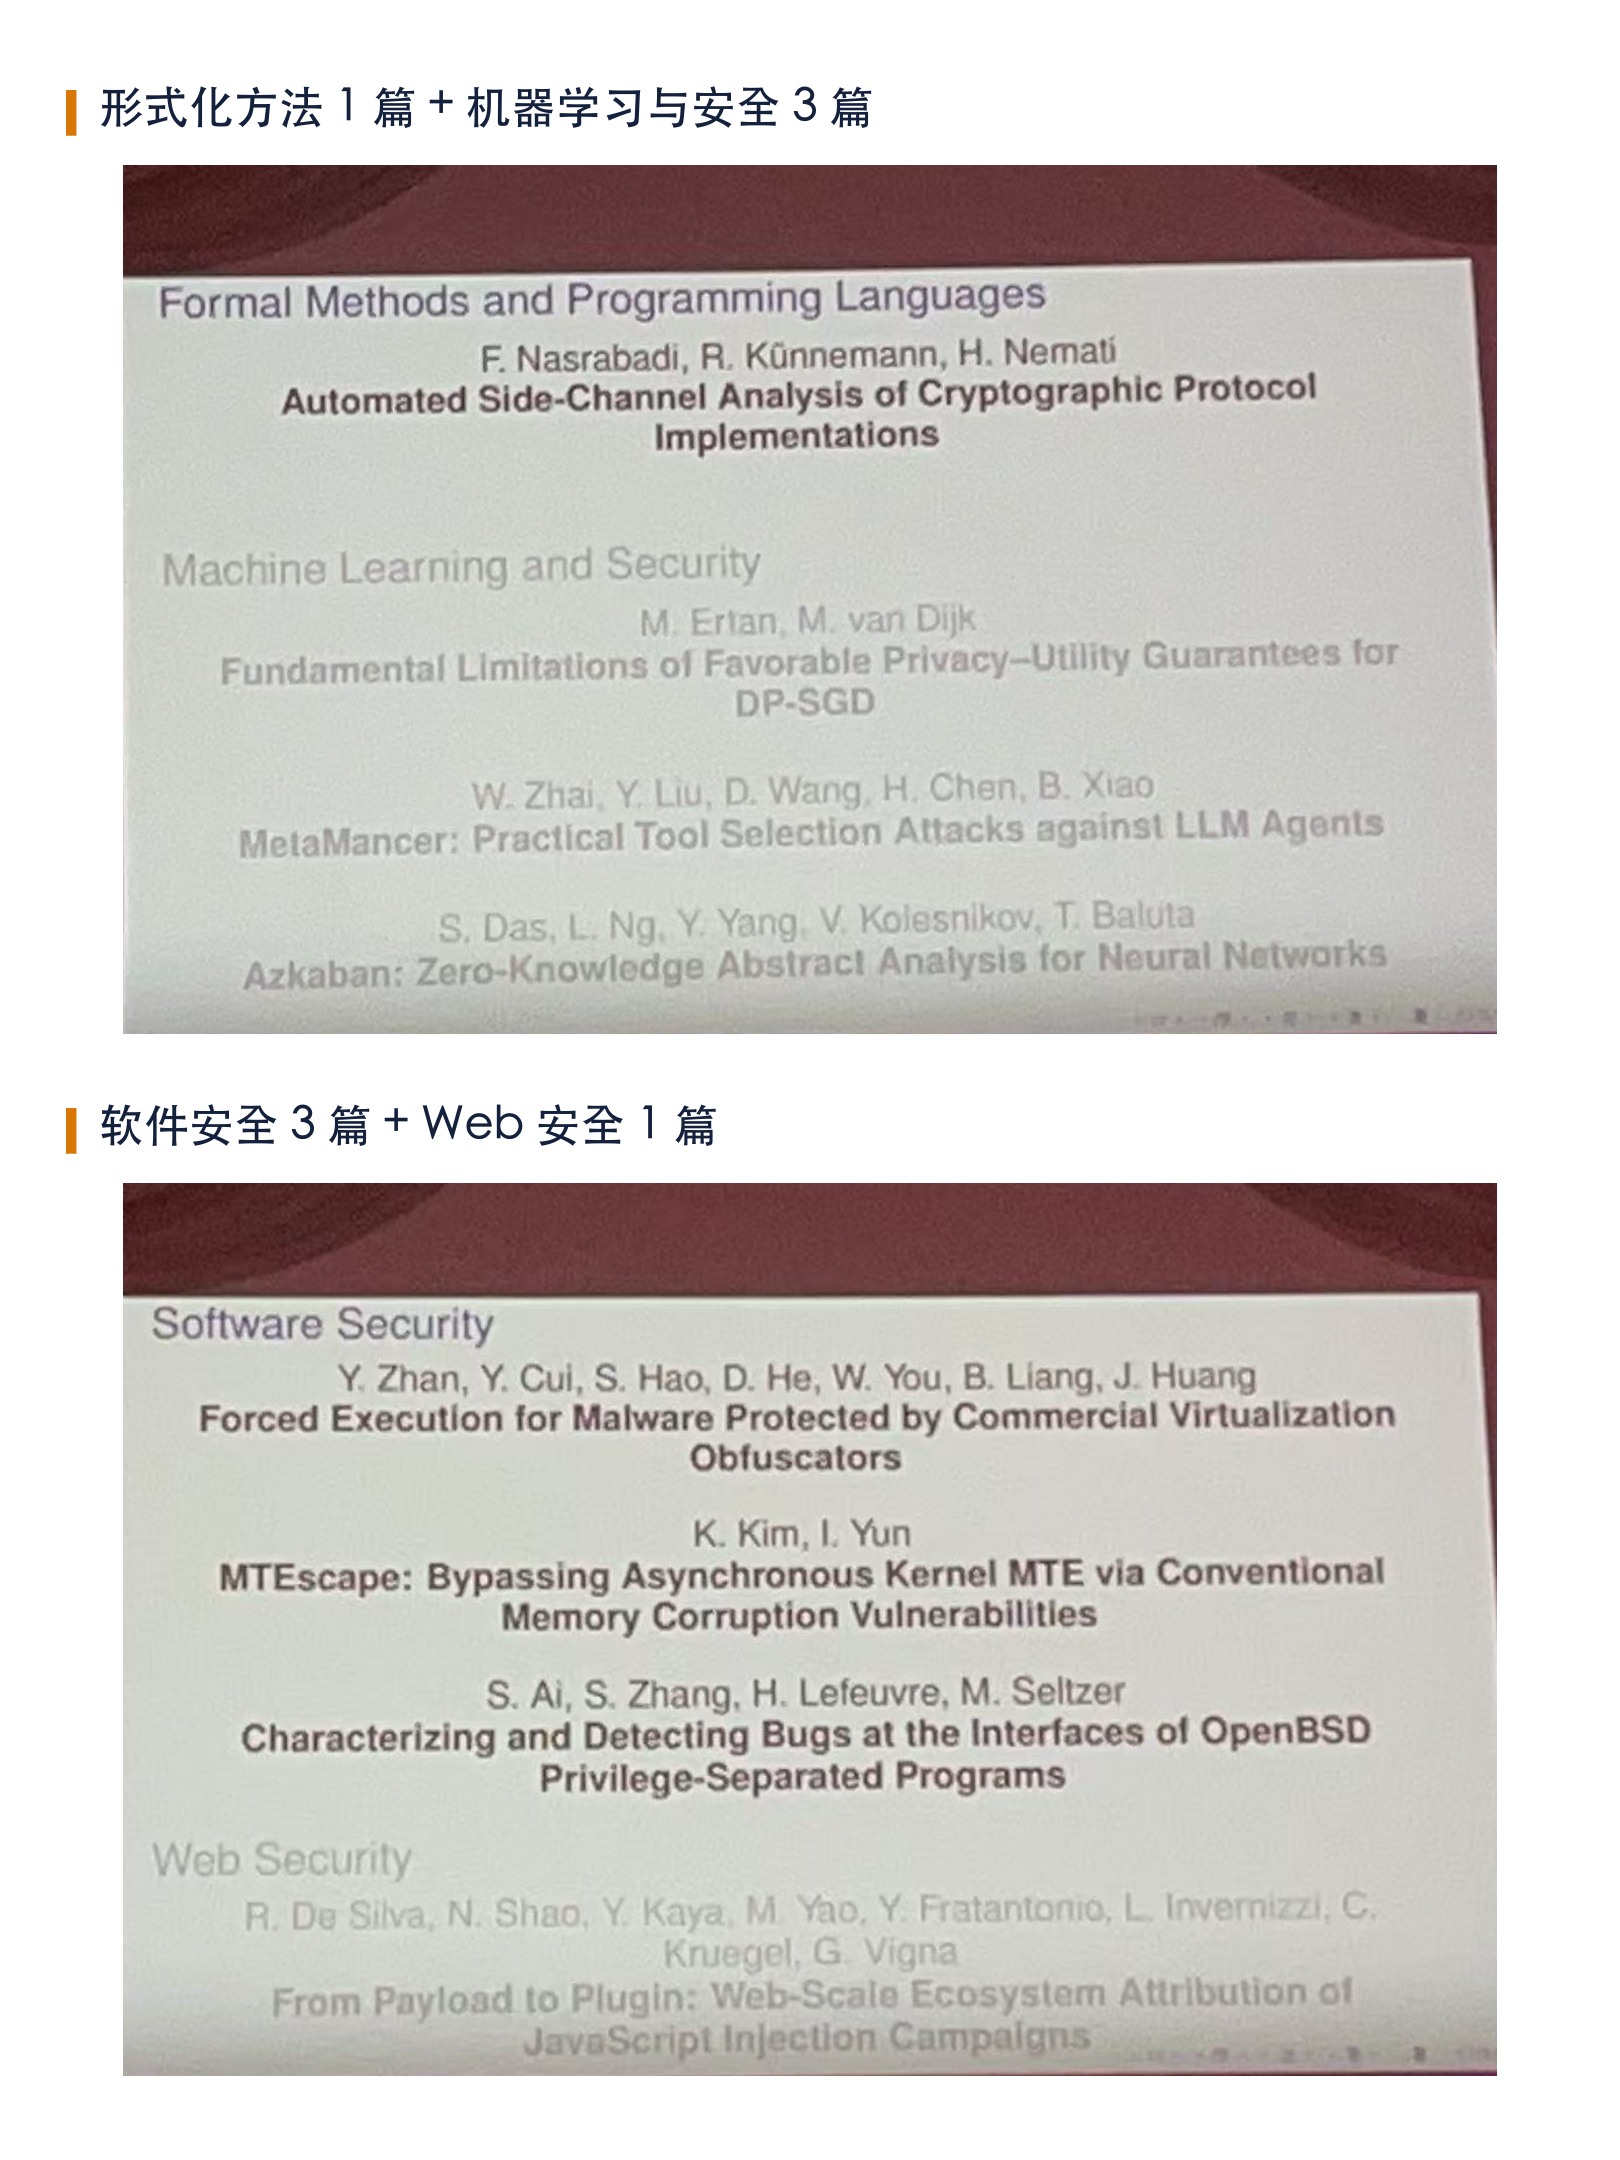 形式化方法 1 篇 + 机器学习与安全 3 篇
Formal Methods and Programming Languages
F. Nasrabadi, R. Künnemann, H. Nemati
Automated Side-Channel Analysis of Cryptographic Protocol
Implementations
Machine Learning and Security
M. Ertan, M. van Dijk
Fundamental Limitations of Favorable Privacy–Utility Guarantees for
DP-SGD
W. Zhai, Y. Liu, D. Wang, H. Chen, B. Xiao
MetaMancer: Practical Tool Selection Attacks against LLM Agents
S. Das, L. Ng, Y. Yang, V. Kolesnikov, T. Baluta
Azkaban: Zero-Knowledge Abstract Analysis for Neural Networks
软件安全 3 篇 + Web 安全 1 篇
Software Security
Y. Zhan, Y. Cui, S. Hao, D. He, W. You, B. Liang, J. Huang
Forced Execution for Malware Protected by Commercial Virtualization
Obfuscators
K. Kim, I. Yun
MTEscape: Bypassing Asynchronous Kernel MTE via Conventional
Memory Corruption Vulnerabilities
S. Ai, S. Zhang, H. Lefeuvre, M. Seltzer
Characterizing and Detecting Bugs at the Interfaces of OpenBSD
Privilege-Separated Programs
Web Security
R. De Silva, N. Shao, Y. Kaya, M. Yao, Y. Fratantonio, L. Invernizzi, C.
Kruegel, G. Vigna
From Payload to Plugin: Web-Scale Ecosystem Attribution of
JavaScript Injection Campaigns